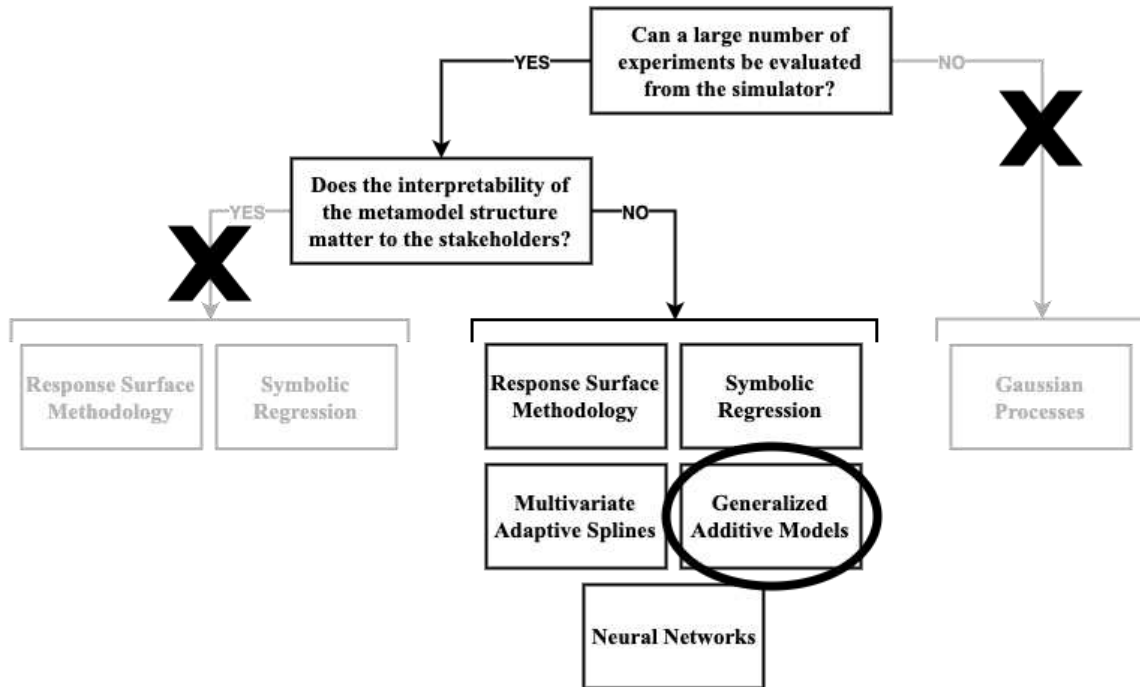 Can a large number of
experiments be evaluated
from the simulator?
YES
NO
Does the interpretability of
the metamodel structure
matter to the stakeholders?
YES
NO
Response Surface
Methodology
Symbolic
Regression
Response Surface
Methodology
Symbolic
Regression
Gaussian
Processes
Multivariate
Adaptive Splines
Generalized
Additive Models
Neural Networks